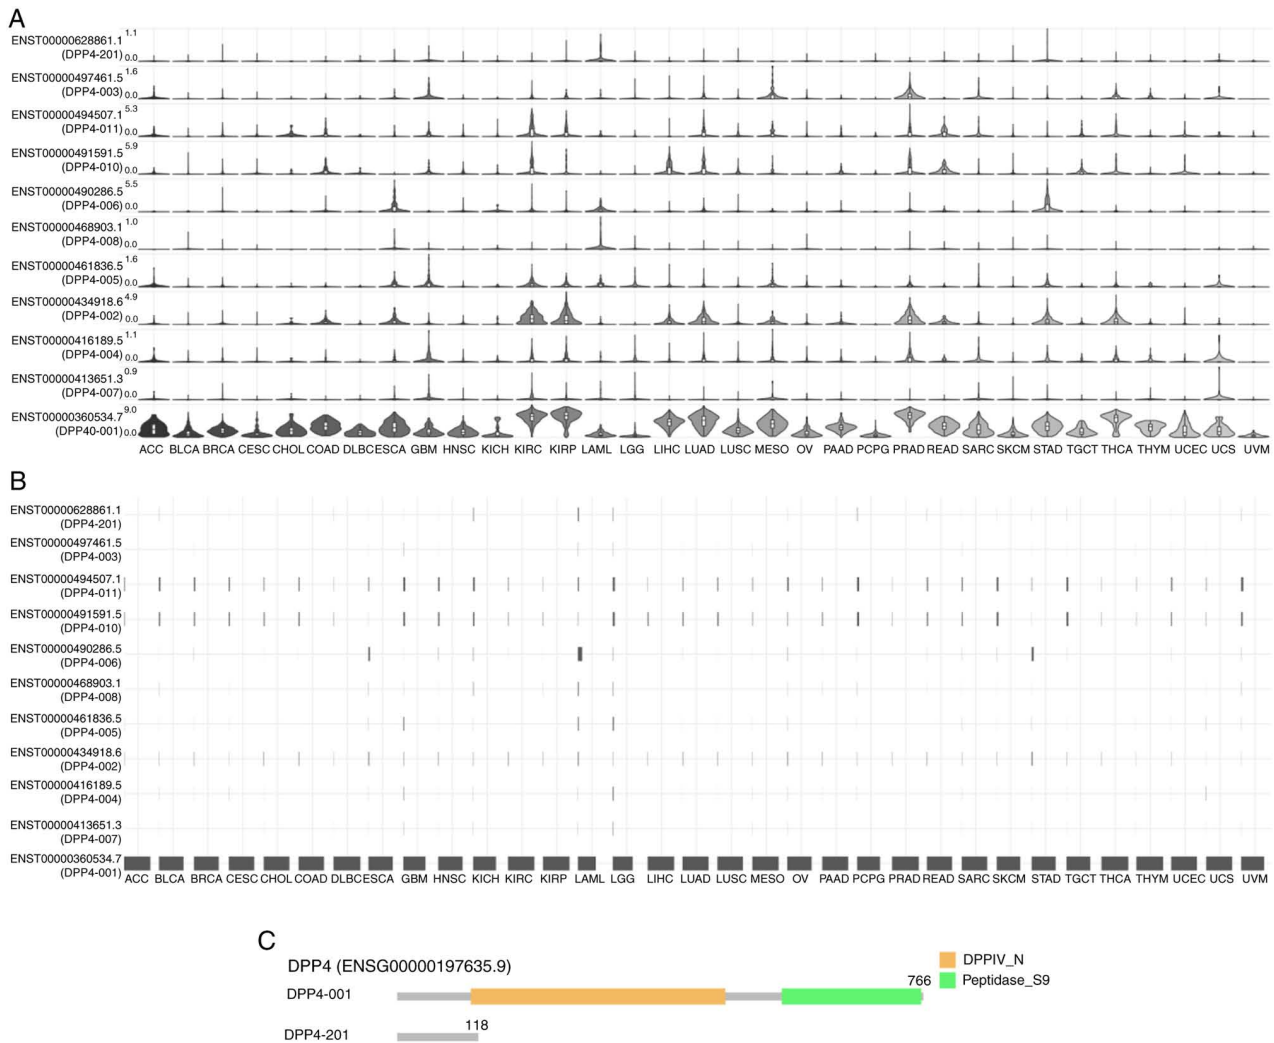 A
ENST00000628861.1 1.1
(DPP4-201) 0.0
ENST00000497461.5 1.6
(DPP4-003) 0.0
ENST00000494507.1 5.3
(DPP4-011) 0.0
ENST00000491591.5 5.9
(DPP4-010) 0.0
ENST00000490286.5 5.5
(DPP4-006) 0.0
ENST00000468903.1 1.0
(DPP4-008) 0.0
ENST00000461836.5 1.6
(DPP4-005) 0.0
ENST00000434918.6 4.9
(DPP4-002) 0.0
ENST00000416189.5 1.1
(DPP4-004) 0.0
ENST00000413651.3 0.9
(DPP4-007) 0.0
ENST00000360534.7 9.0
(DPP40-001) 0.0
ACC BLCA BRCA CESC CHOL COAD DLBC ESCA GBM HNSC KICH KIRC KIRP LAML LGG LIHC LUAD LUSC MESO OV PAAD PCPG PRAD READ SARC SKCM STAD TGCT THCA THYM UCEC UCS UVM
B
ENST00000628861.1
(DPP4-201)
ENST00000497461.5
(DPP4-003)
ENST00000494507.1
(DPP4-011)
ENST00000491591.5
(DPP4-010)
ENST00000490286.5
(DPP4-006)
ENST00000468903.1
(DPP4-008)
ENST00000461836.5
(DPP4-005)
ENST00000434918.6
(DPP4-002)
ENST00000416189.5
(DPP4-004)
ENST00000413651.3
(DPP4-007)
ENST00000360534.7
(DPP4-001)
ACC BLCA BRCA CESC CHOL COAD DLBC ESCA GBM HNSC KICH KIRC KIRP LAML LGG LIHC LUAD LUSC MESO OV PAAD PCPG PRAD READ SARC SKCM STAD TGCT THCA THYM UCEC UCS UVM
C
DPP4 (ENSG00000197635.9)
DPPIV_N
Peptidase_S9
DPP4-001 766
DPP4-201 118